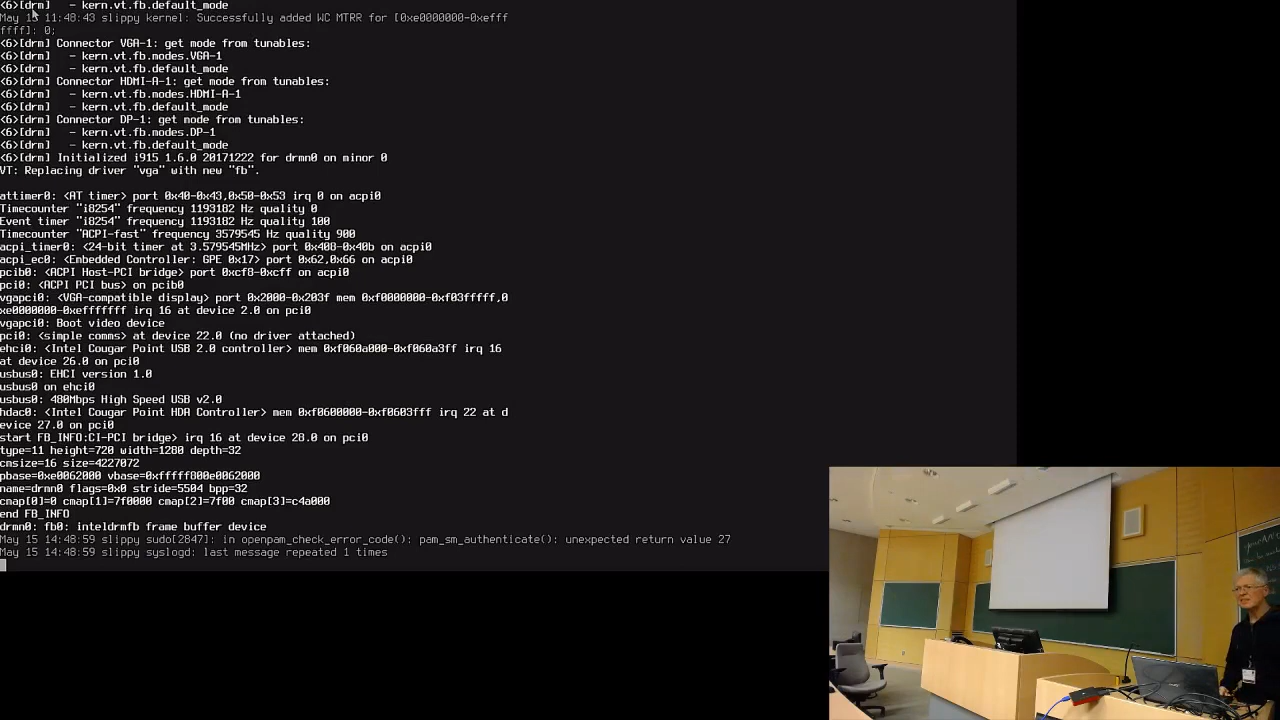 <6>[drm]   - kern.vt.fb.default_mode
May 15 11:48:43 slippy kernel: Successfully added WC MTRR for [0xe0000000-0xefff
ffff]: 0;
<6>[drm] Connector VGA-1: get mode from tunables:
<6>[drm]   - kern.vt.fb.modes.VGA-1
<6>[drm]   - kern.vt.fb.default_mode
<6>[drm] Connector HDMI-A-1: get mode from tunables:
<6>[drm]   - kern.vt.fb.modes.HDMI-A-1
<6>[drm]   - kern.vt.fb.default_mode
<6>[drm] Connector DP-1: get mode from tunables:
<6>[drm]   - kern.vt.fb.modes.DP-1
<6>[drm]   - kern.vt.fb.default_mode
<6>[drm] Initialized i915 1.6.0 20171222 for drmn0 on minor 0
VT: Replacing driver "vga" with new "fb".
attimer0: <AT timer> port 0x40-0x43,0x50-0x53 irq 0 on acpi0
Timecounter "i8254" frequency 1193182 Hz quality 0
Event timer "i8254" frequency 1193182 Hz quality 100
Timecounter "ACPI-fast" frequency 3579545 Hz quality 900
acpi_timer0: <24-bit timer at 3.579545MHz> port 0x408-0x40b on acpi0
acpi_ec0: <Embedded Controller: GPE 0x17> port 0x62,0x66 on acpi0
pcib0: <ACPI Host-PCI bridge> port 0xcf8-0xcff on acpi0
pci0: <ACPI PCI bus> on pcib0
vgapci0: <VGA-compatible display> port 0x2000-0x203f mem 0xf0000000-0xf03fffff,0
xe0000000-0xefffffff irq 16 at device 2.0 on pci0
vgapci0: Boot video device
pci0: <simple comms> at device 22.0 (no driver attached)
ehci0: <Intel Cougar Point USB 2.0 controller> mem 0xf060a000-0xf060a3ff irq 16
at device 26.0 on pci0
usbus0: EHCI version 1.0
usbus0 on ehci0
usbus0: 480Mbps High Speed USB v2.0
hdac0: <Intel Cougar Point HDA Controller> mem 0xf0600000-0xf0603fff irq 22 at d
evice 27.0 on pci0
start FB_INFO:CI-PCI bridge> irq 16 at device 28.0 on pci0
type=11 height=720 width=1280 depth=32
cmsize=16 size=4227072
pbase=0xe0062000 vbase=0xfffff800e0062000
name=drmn0 flags=0x0 stride=5504 bpp=32
cmap[0]=0 cmap[1]=7f0000 cmap[2]=7f00 cmap[3]=c4a000
end FB_INFO
drmn0: fb0: inteldrmfb frame buffer device
May 15 14:48:59 slippy sudo[2847]: in openpam_check_error_code(): pam_sm_authenticate(): unexpected return value 27
May 15 14:48:59 slippy syslogd: last message repeated 1 times